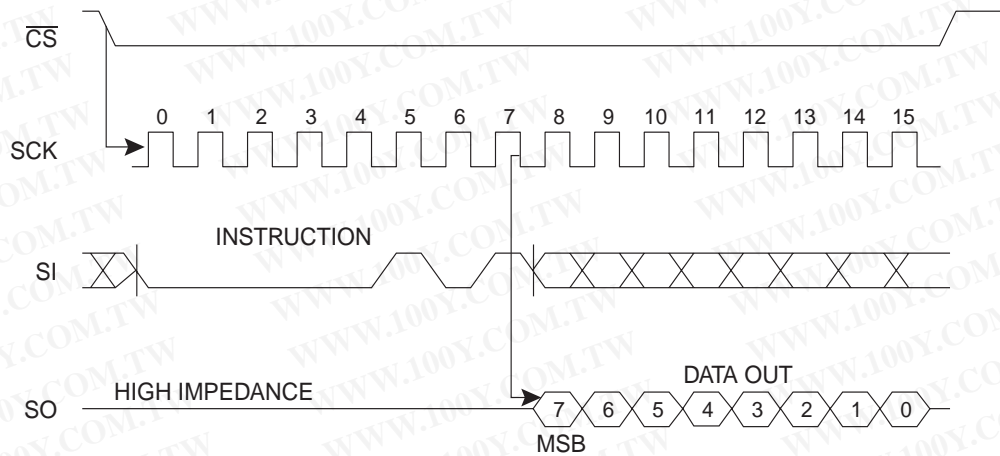 CS
0 1 2 3 4 5 6 7 8 9 10 11 12 13 14 15
SCK
INSTRUCTION
SI
DATA OUT
HIGH IMPEDANCE
SO
7 6 5 4 3 2 1 0
MSB
WWW.100Y.COM.TW